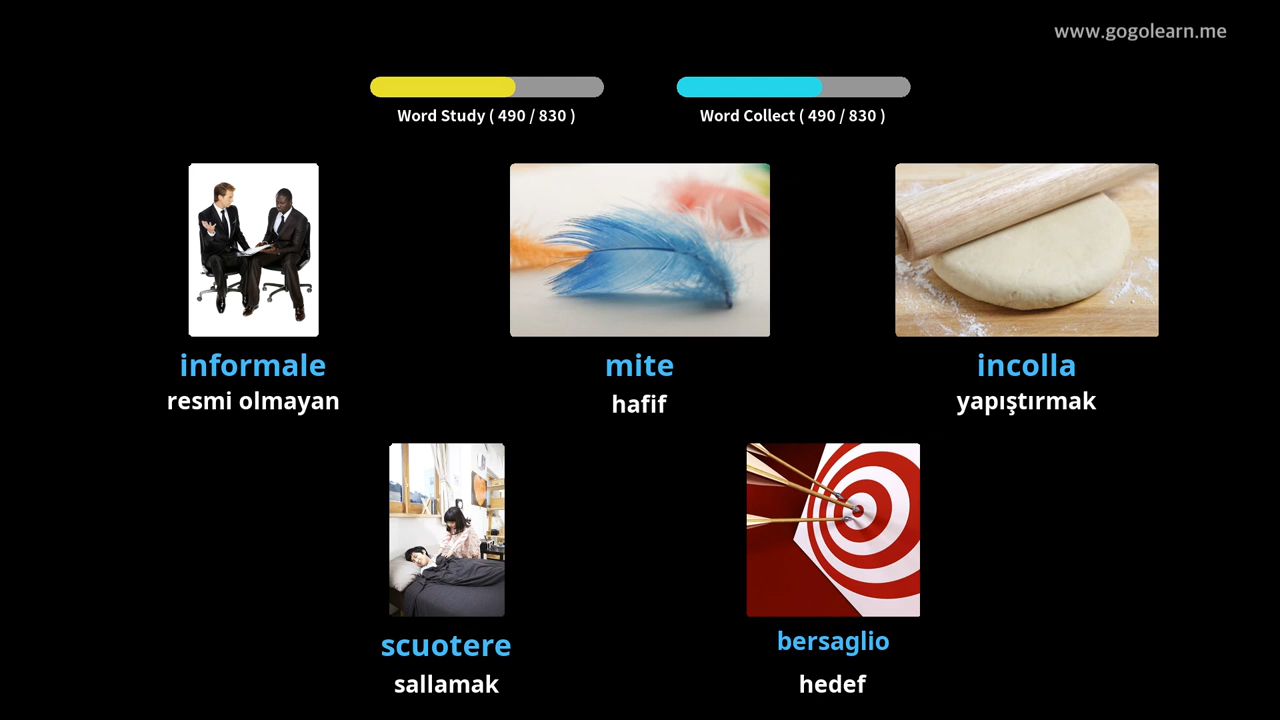 www.gogolearn.me
Word Study ( 490 / 830 )
Word Collect ( 490 / 830 )
informale
resmi olmayan
mite
hafif
incolla
yapıştırmak
scuotere
sallamak
bersaglio
hedef